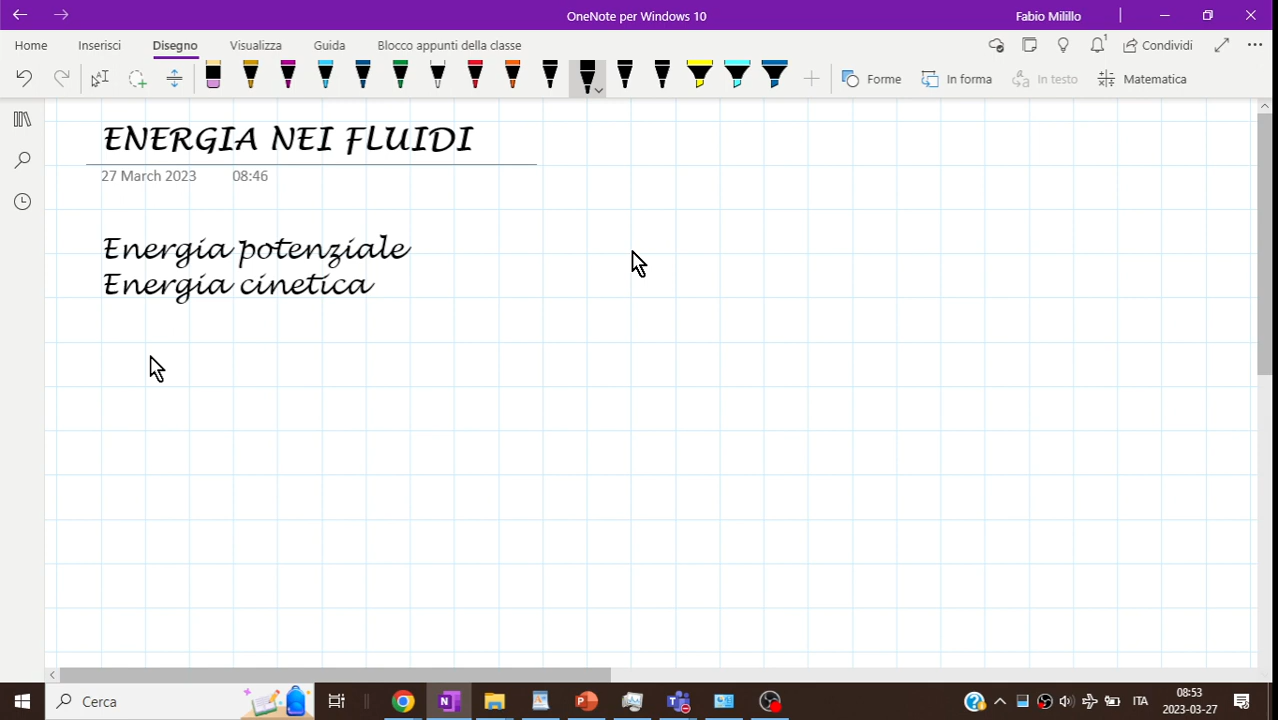 OneNote per Windows 10
Fabio Milillo
Home Inserisci Disegno Visualizza Guida Blocco appunti della classe
1
Condividi
Forme In forma In testo Matematica
ENERGIA NEI FLUIDI
27 March 2023 08:46
Energia potenziale
Energia cinetica
Cerca
ITA
08:53
2023-03-27